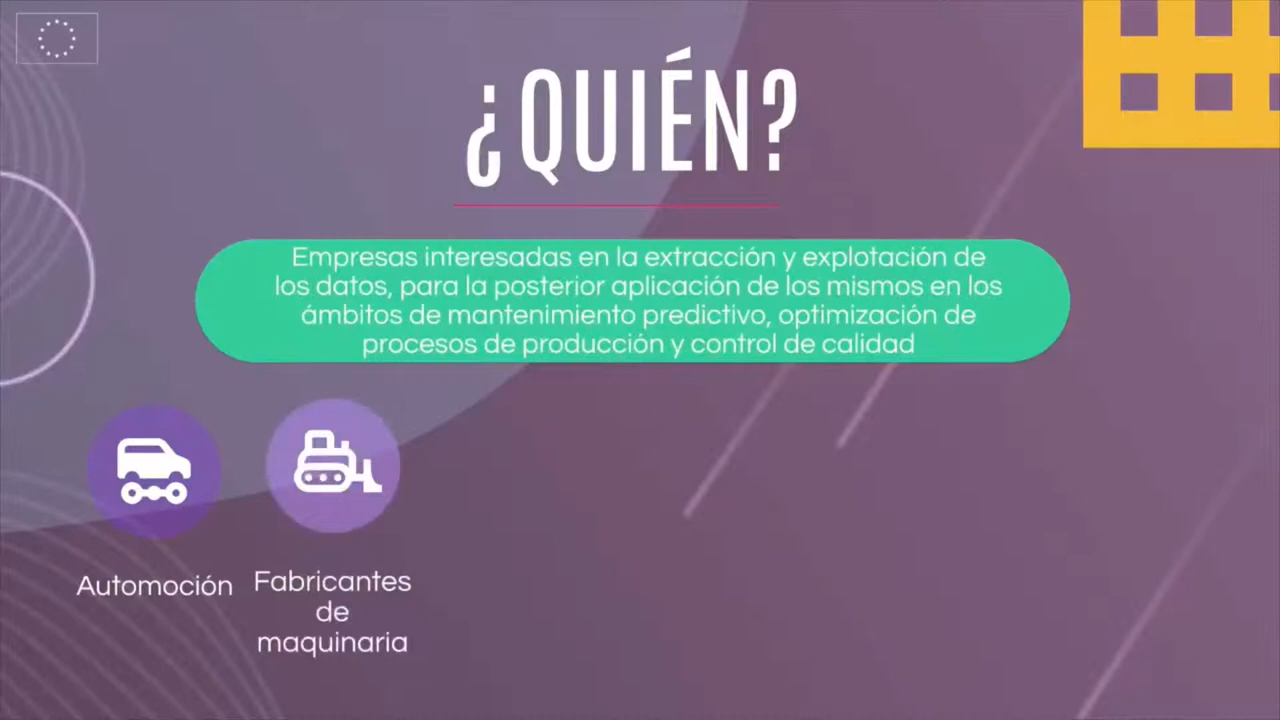 ¿QUIÉN?
Empresas interesadas en la extracción y explotación de
los datos, para la posterior aplicación de los mismos en los
ámbitos de mantenimiento predictivo, optimización de
procesos de producción y control de calidad
Automoción
Fabricantes
de
maquinaria